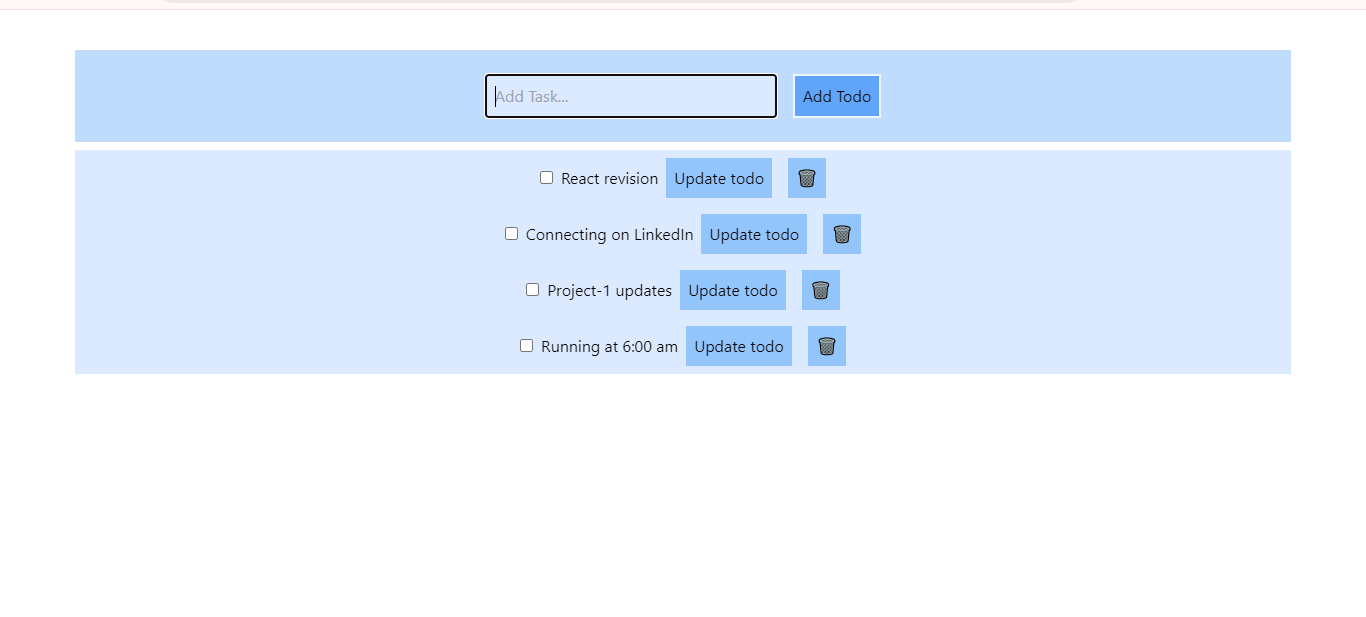 Add Task... Add Todo
React revision Update todo
Connecting on LinkedIn Update todo
Project-1 updates Update todo
Running at 6:00 am Update todo